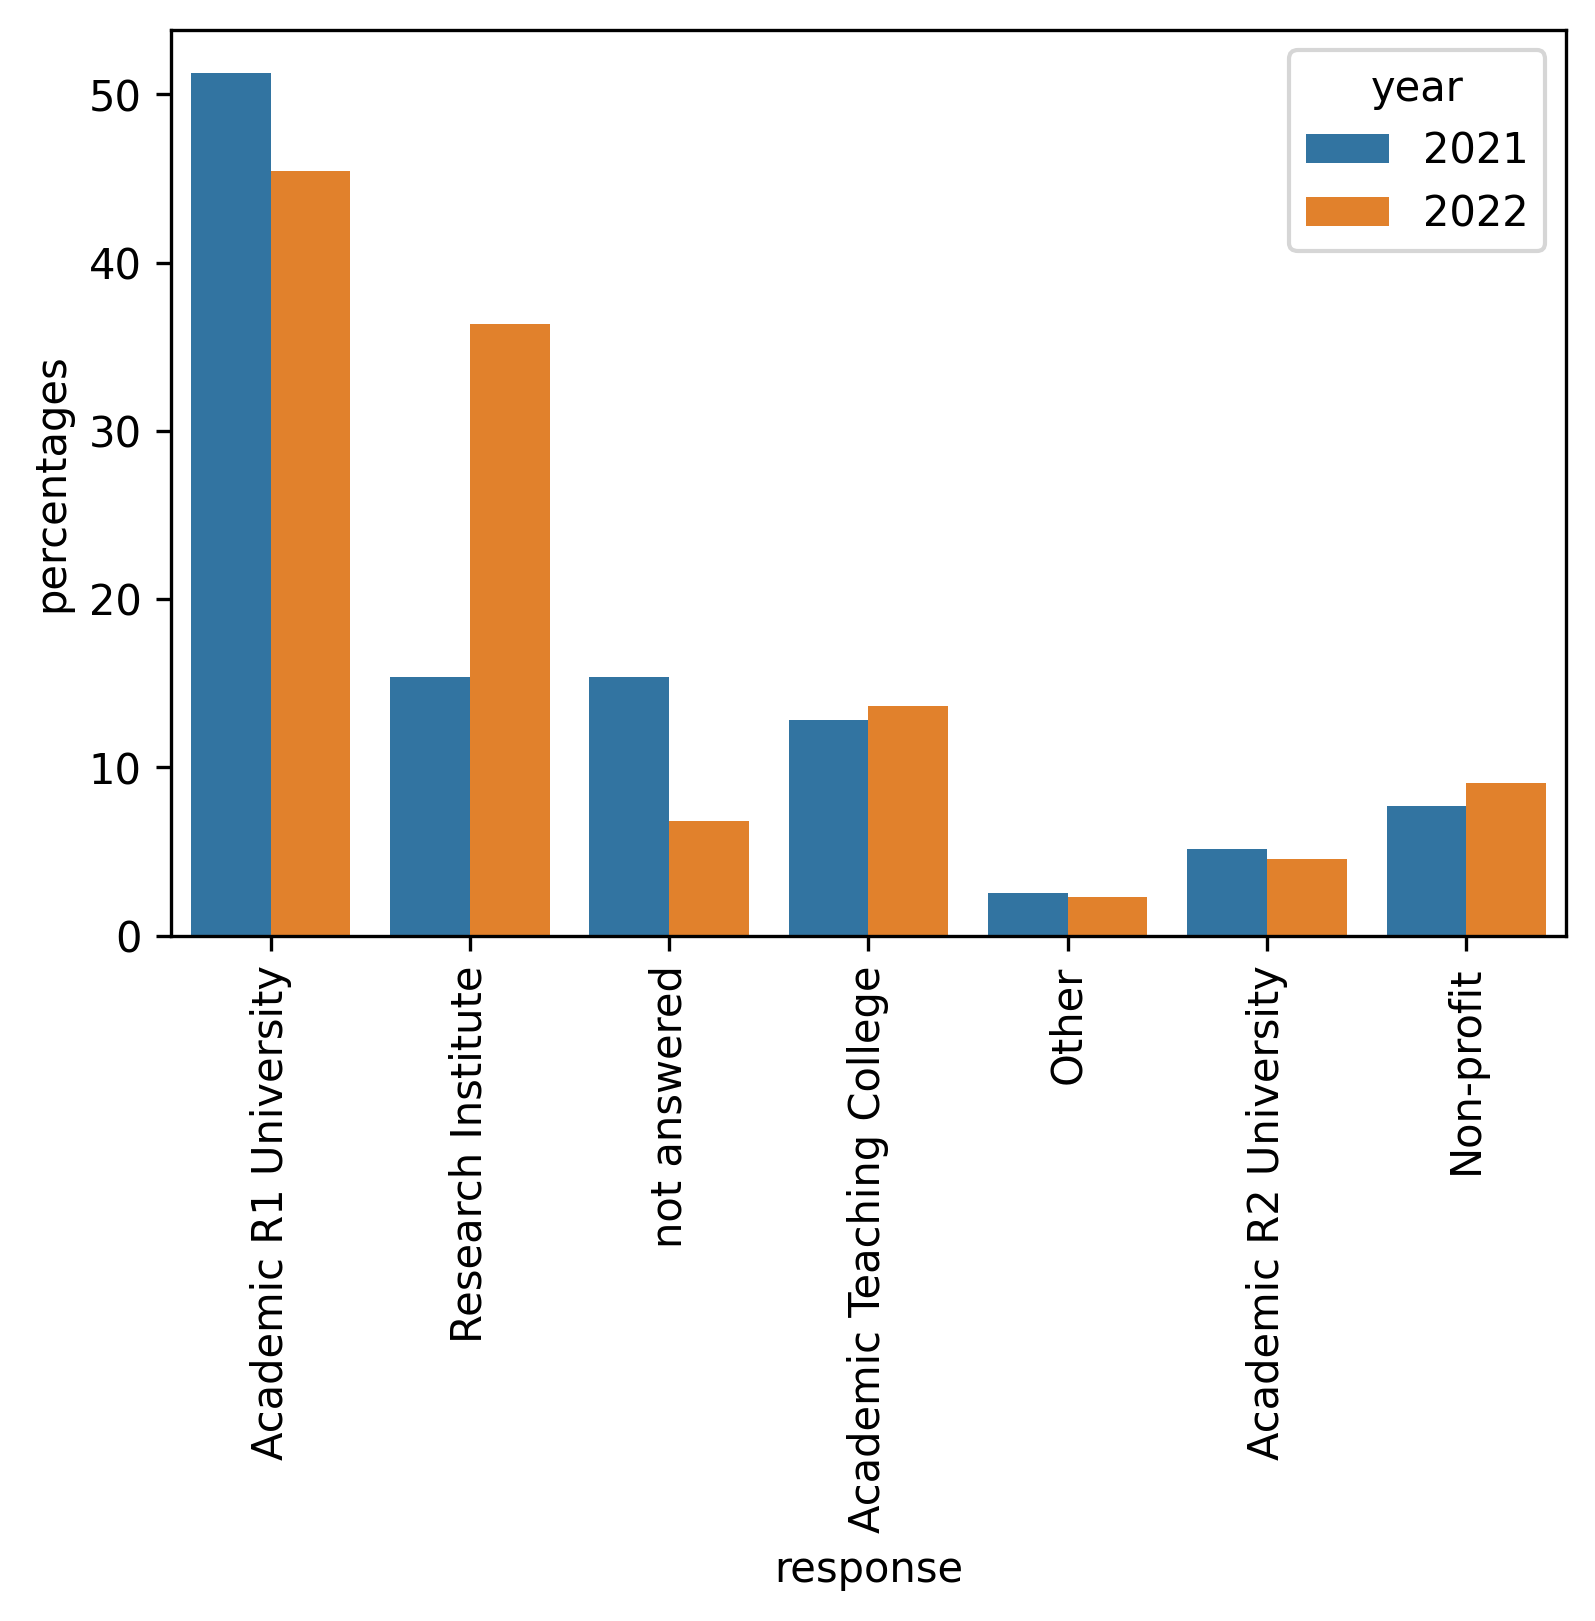 year
2021
2022
percentages
50
40
30
20
10
0
Academic R1 University
Research Institute
not answered
Academic Teaching College
Other
Academic R2 University
Non-profit
response